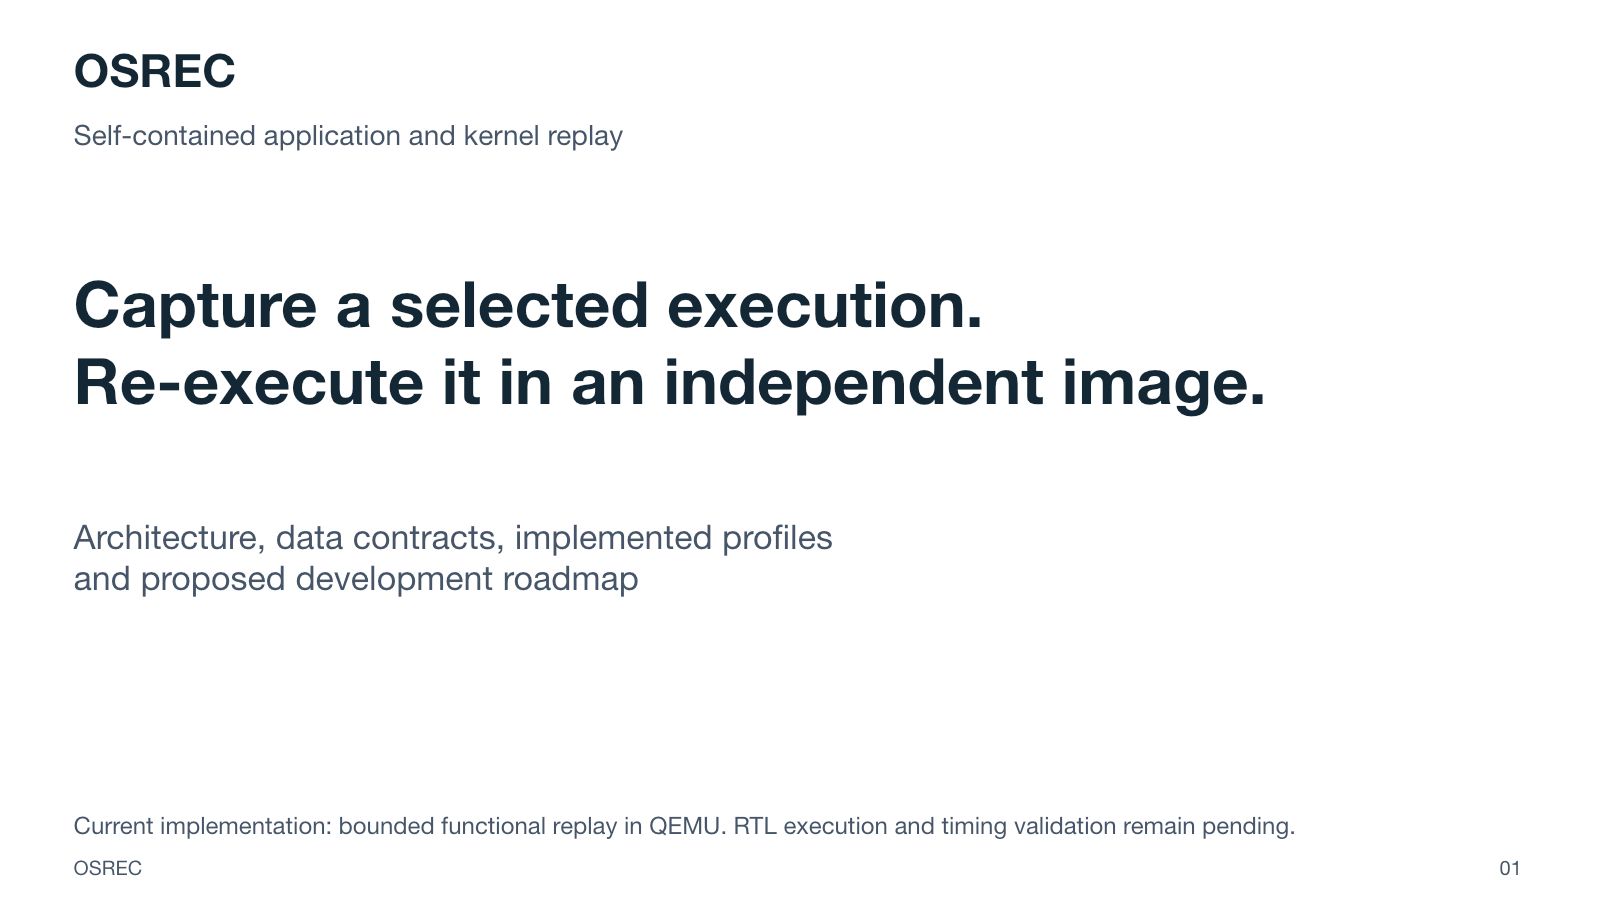 OSREC
Self-contained application and kernel replay
Capture a selected execution.
Re-execute it in an independent image.
Architecture, data contracts, implemented profiles
and proposed development roadmap
Current implementation: bounded functional replay in QEMU. RTL execution and timing validation remain pending.
OSREC
01